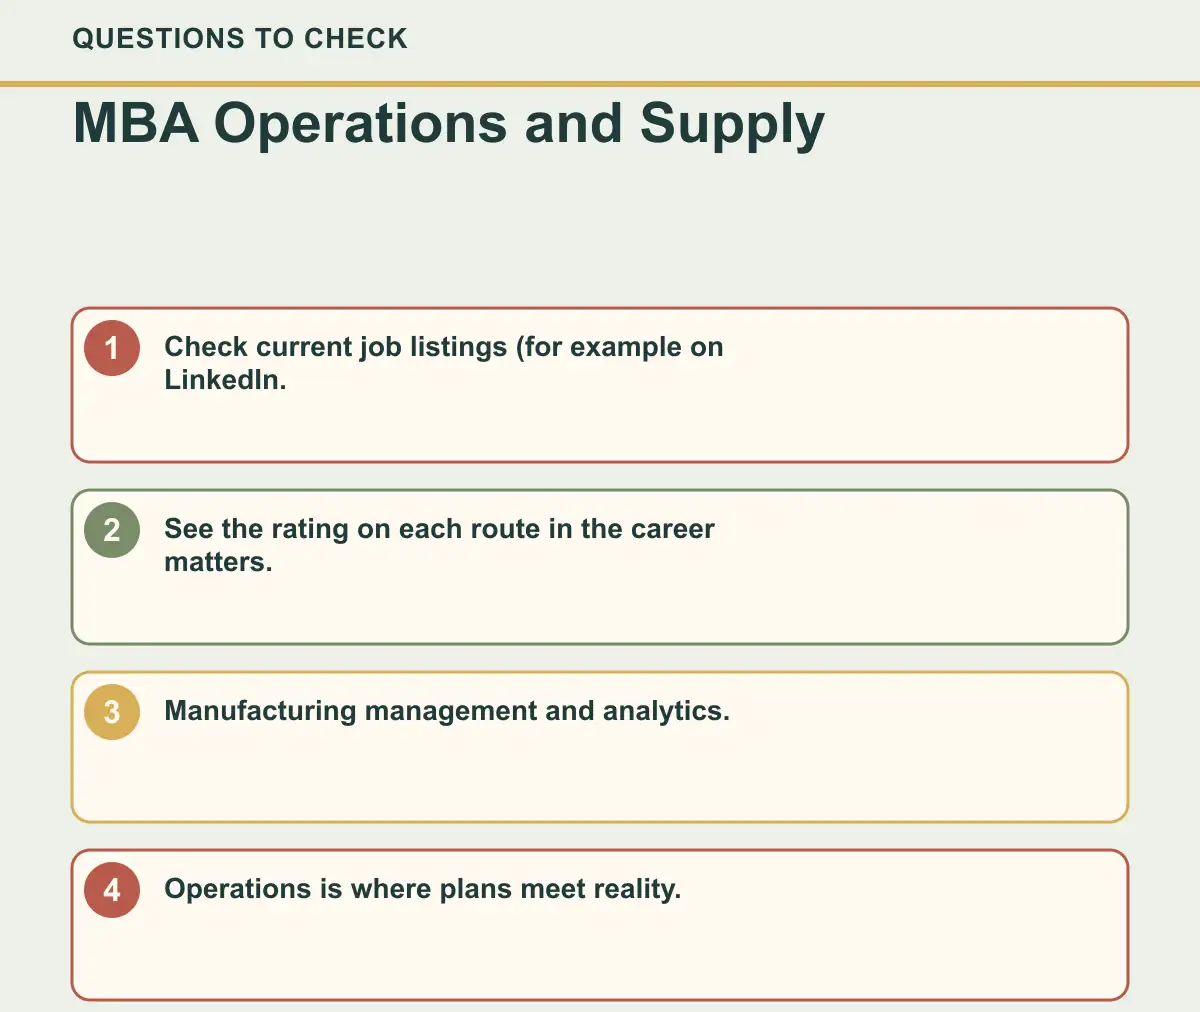 QUESTIONS TO CHECK
MBA Operations and Supply
1
Check current job listings (for example on
LinkedIn.
2
See the rating on each route in the career
matters.
3
Manufacturing management and analytics.
4
Operations is where plans meet reality.